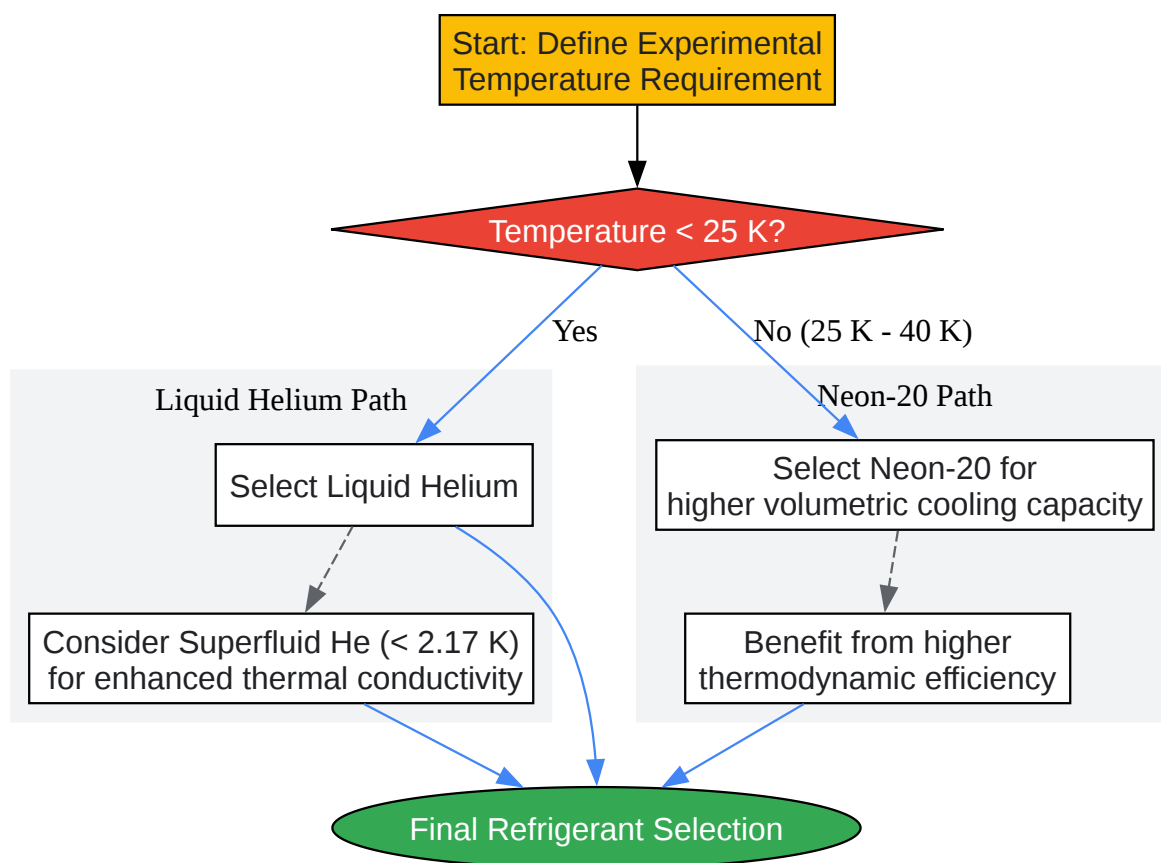 Start: Define Experimental
Temperature Requirement
Temperature < 25 K?
Yes
No (25 K - 40 K)
Liquid Helium Path
Neon-20 Path
Select Liquid Helium
Select Neon-20 for
higher volumetric cooling capacity
Consider Superfluid He (< 2.17 K)
for enhanced thermal conductivity
Benefit from higher
thermodynamic efficiency
Final Refrigerant Selection